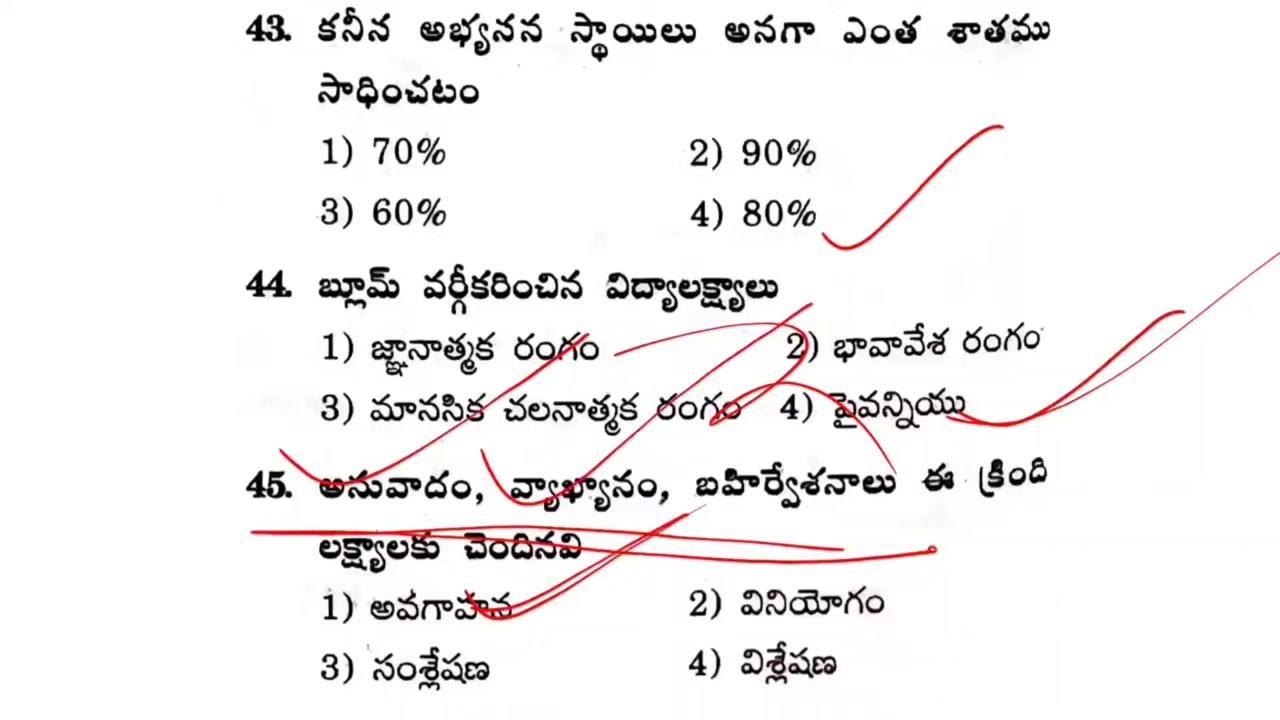 43. కనీన అభ్యనన స్థాయిలు అనగా ఎంత శాతము
సాధించటం
1) 70% 2) 90%
3) 60% 4) 80%
44. బ్లూమ్ వర్గీకరించిన విద్యాలక్ష్యాలు
1) జ్ఞానాత్మక రంగం 2) భావావేశ రంగం
3) మానసిక చలనాత్మక రంగం 4) పైవన్నియు
45. అనువాదం, వ్యాఖ్యానం, బహిర్వేశనాలు ఈ క్రింది
లక్ష్యాలకు చెందినవి
1) అవగాహన 2) వినియోగం
3) సంశ్లేషణ 4) విశ్లేషణ